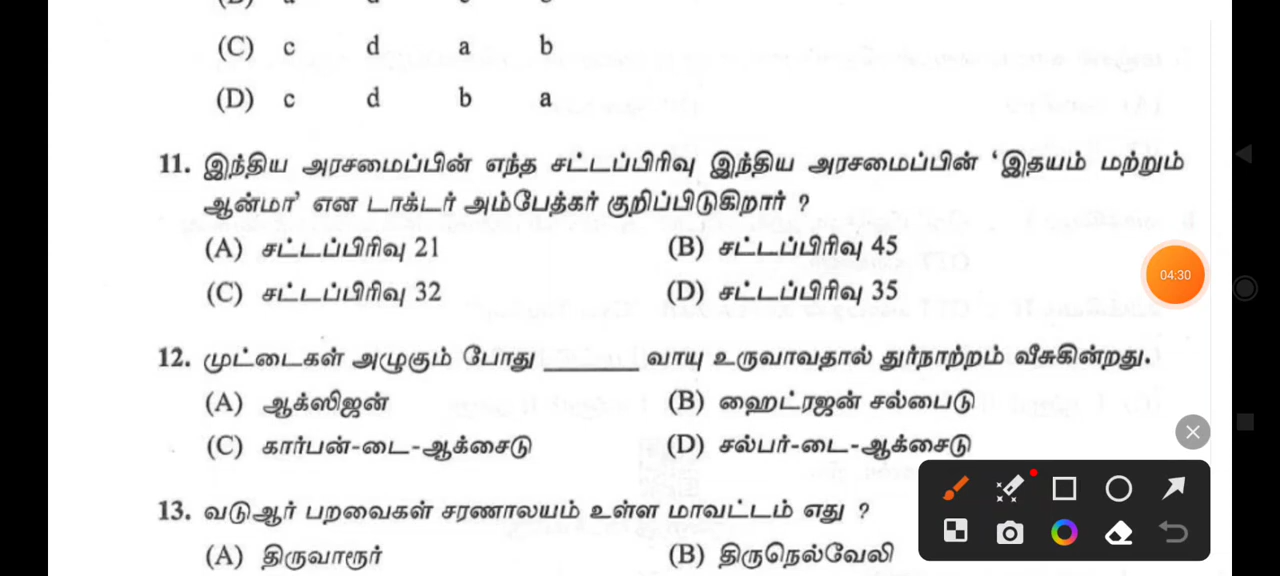 (C) c d a b
(D) c d b a
11. இந்திய அரசமைப்பின் எந்த சட்டப்பிரிவு இந்திய அரசமைப்பின் ‘இதயம் மற்றும்
ஆன்மா’ என டாக்டர் அம்பேத்கர் குறிப்பிடுகிறார் ?
(A) சட்டப்பிரிவு 21 (B) சட்டப்பிரிவு 45
(C) சட்டப்பிரிவு 32 (D) சட்டப்பிரிவு 35
04:30
12. முட்டைகள் அழுகும் போது ______ வாயு உருவாவதால் துர்நாற்றம் வீசுகின்றது.
(A) ஆக்ஸிஜன் (B) ஹைட்ரஜன் சல்பைடு
(C) கார்பன்-டை-ஆக்சைடு (D) சல்பர்-டை-ஆக்சைடு
13. வடுஆர் பறவைகள் சரணாலயம் உள்ள மாவட்டம் எது ?
(A) திருவாரூர் (B) திருநெல்வேலி